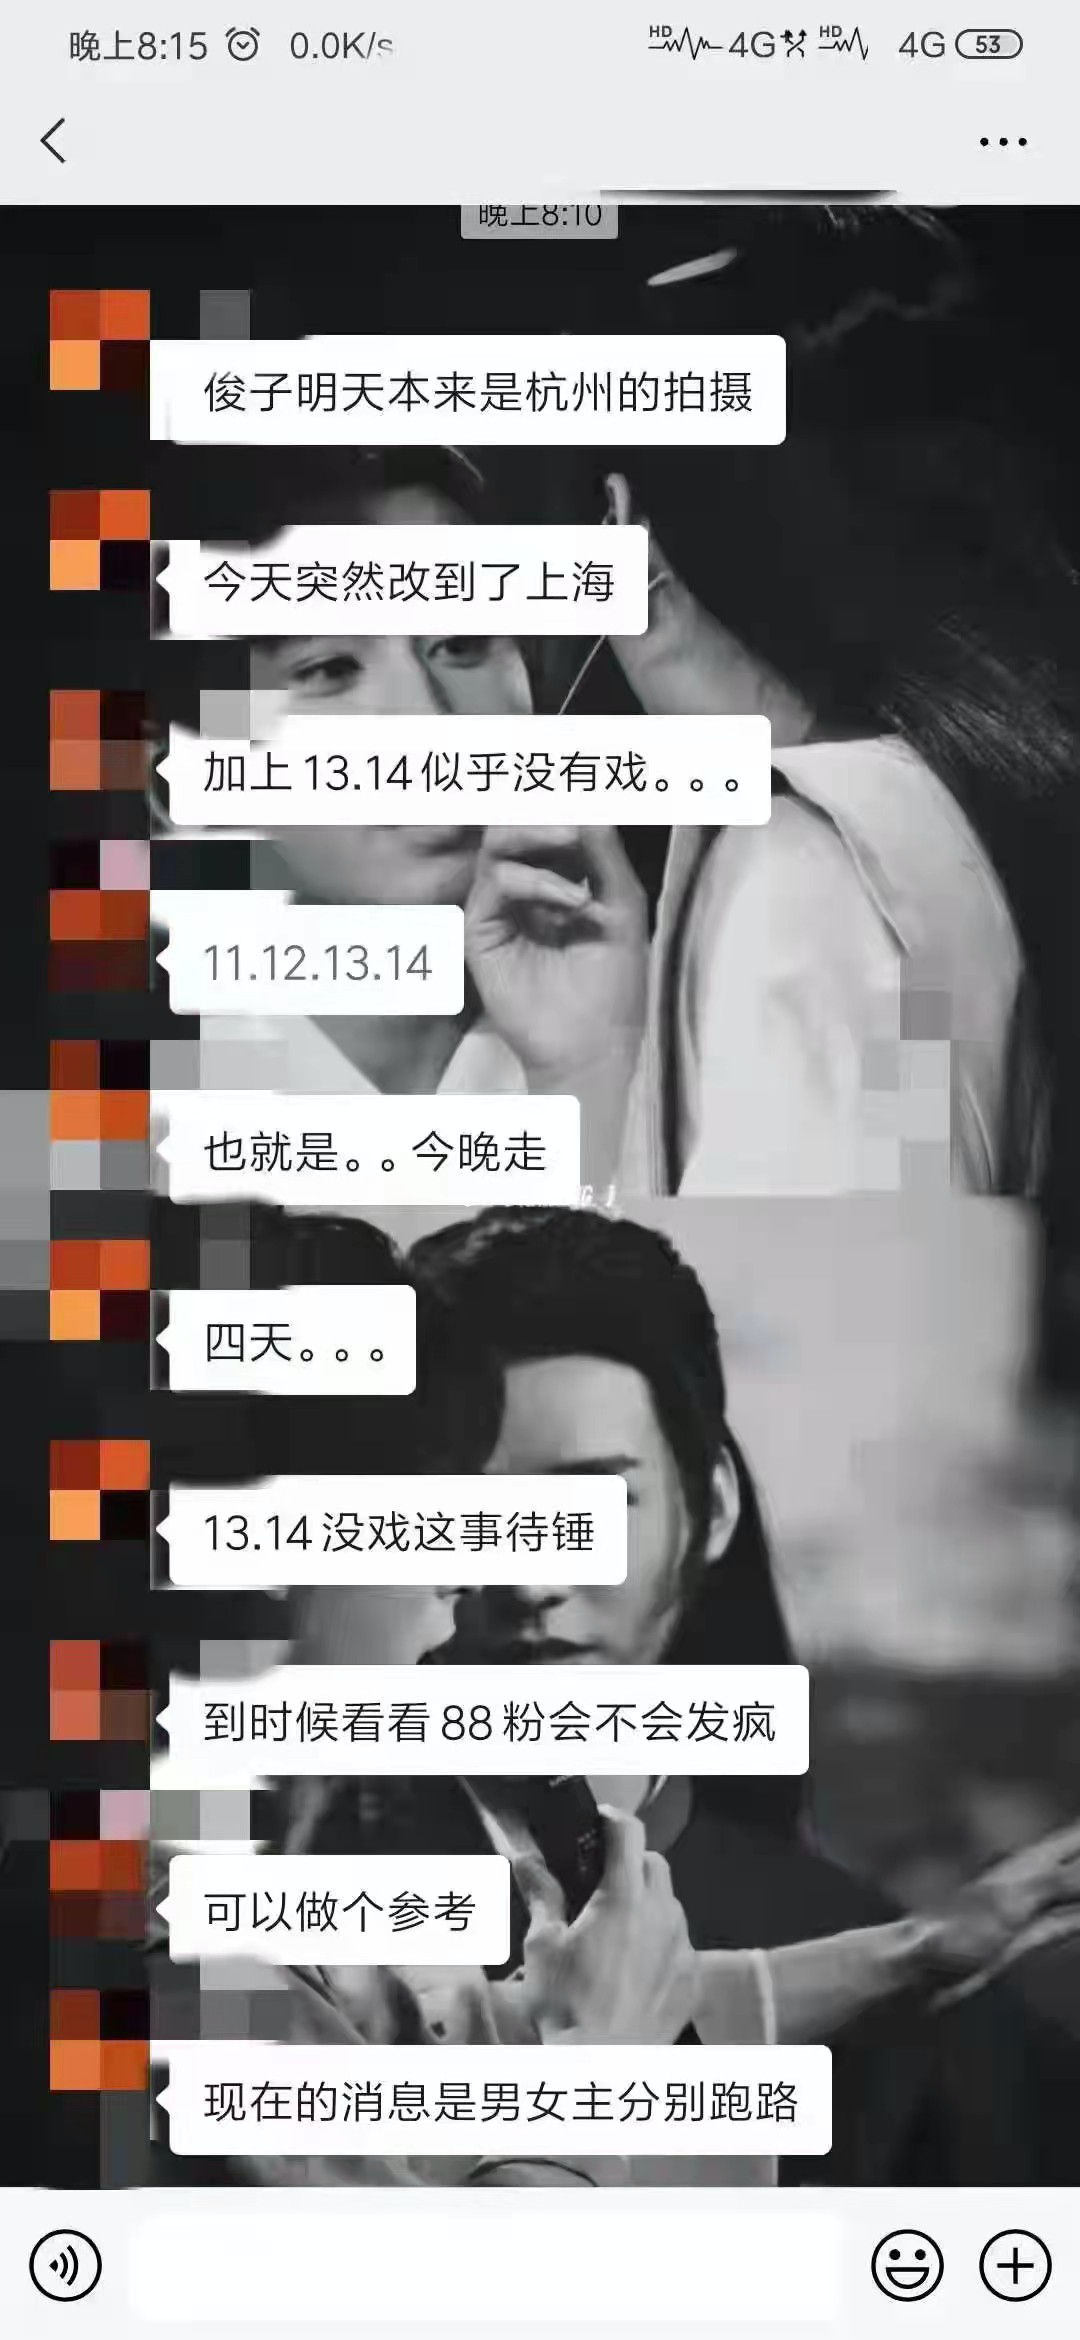 晚上8:15 0.0K/s HD 4G HD 4G 53
晚上8:10
俊子明天本来是杭州的拍摄
今天突然改到了上海
加上13.14似乎没有戏。。。
11.12.13.14
也就是。。今晚走
四天。。。
13.14没戏这事待锤
到时候看看88粉会不会发疯
可以做个参考
现在的消息是男女主分别跑路